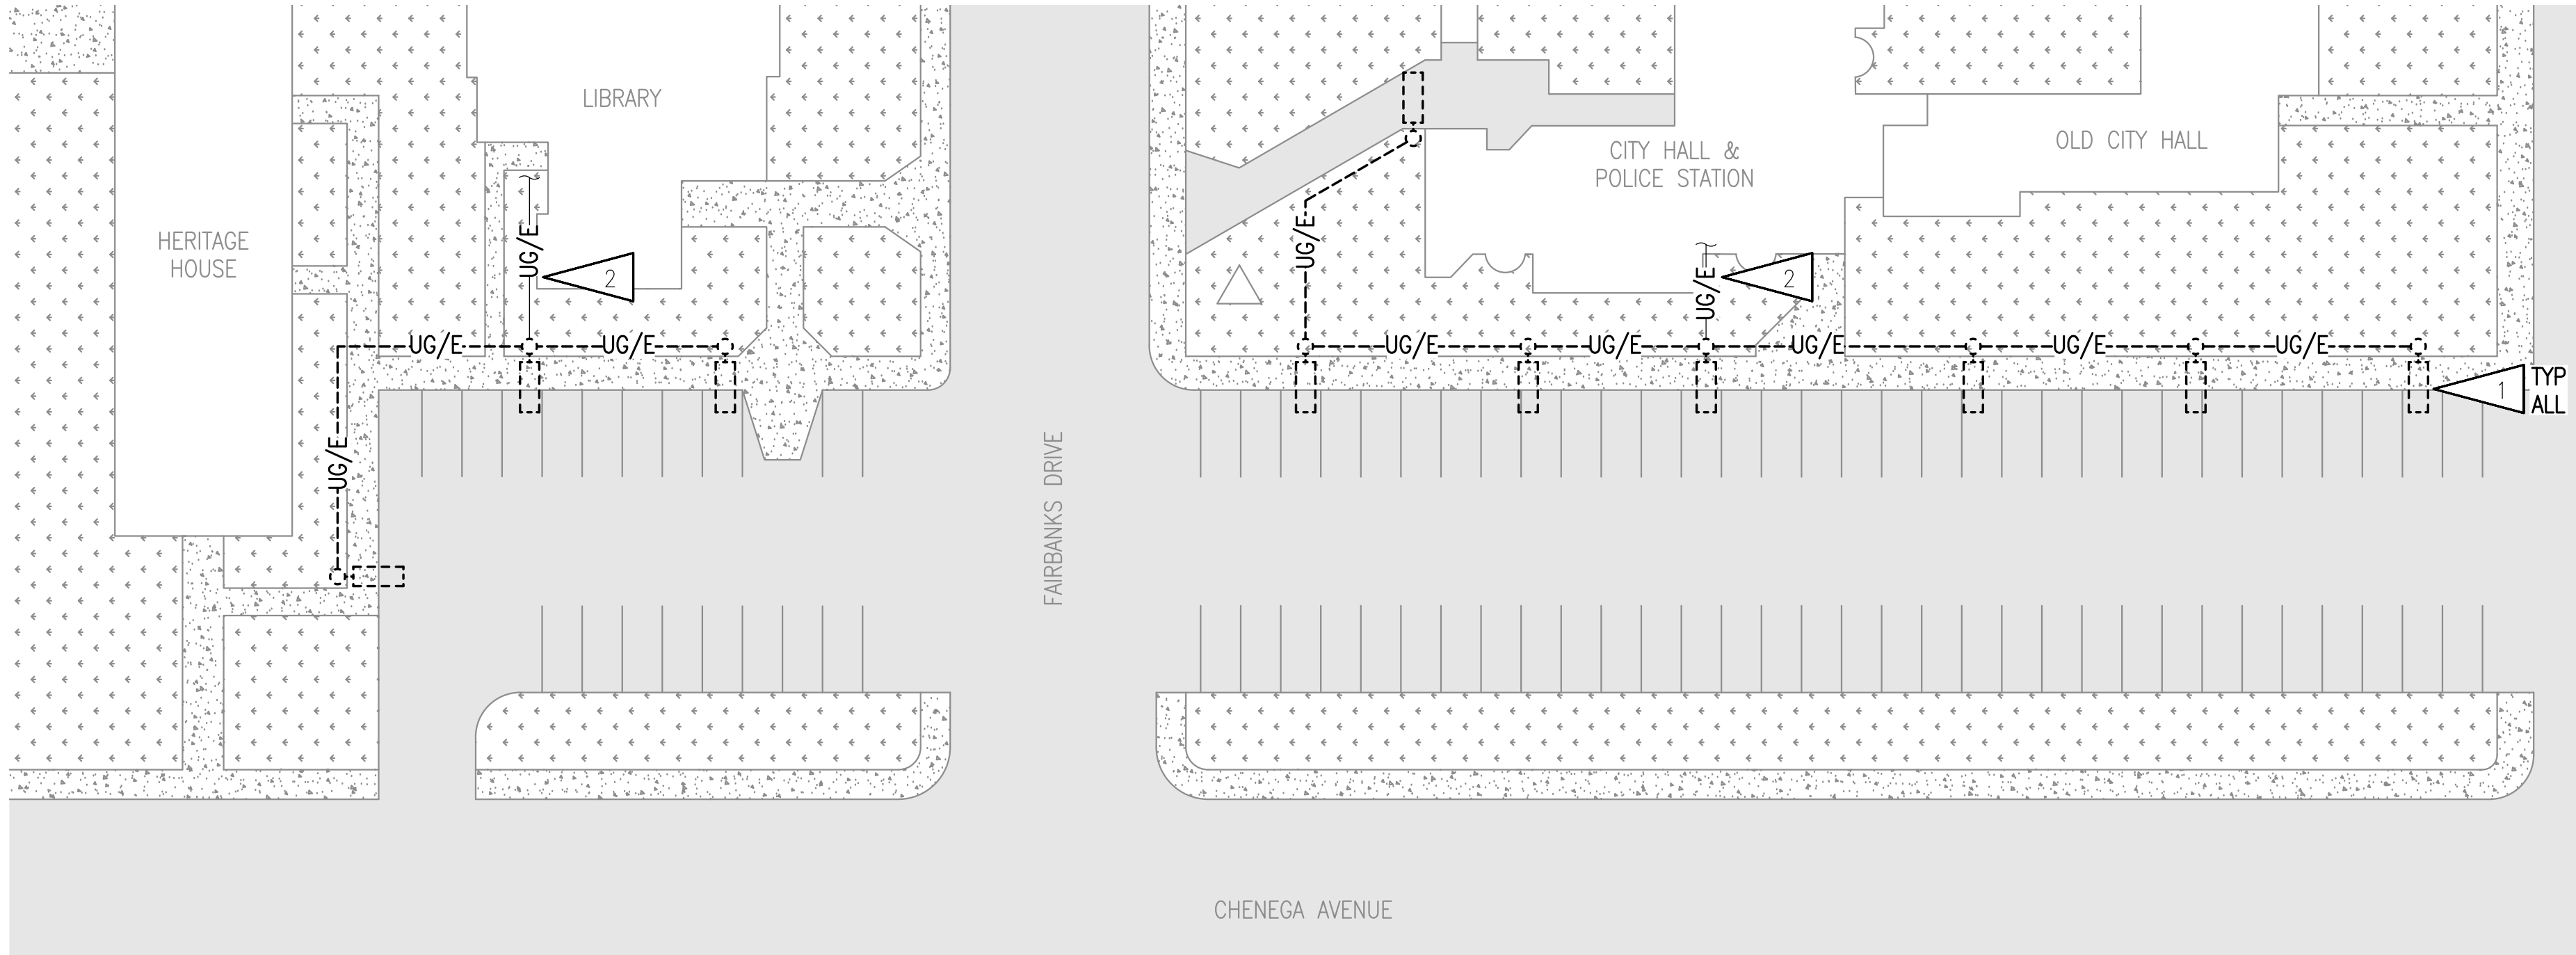 LIBRARY
HERITAGE
HOUSE
CITY HALL &
POLICE STATION
OLD CITY HALL
UG/E
2
UG/E
UG/E
UG/E
UG/E
UG/E
2
UG/E
UG/E
UG/E
UG/E
UG/E
1
TYP
ALL
UG/E
FAIRBANKS DRIVE
CHENEGA AVENUE